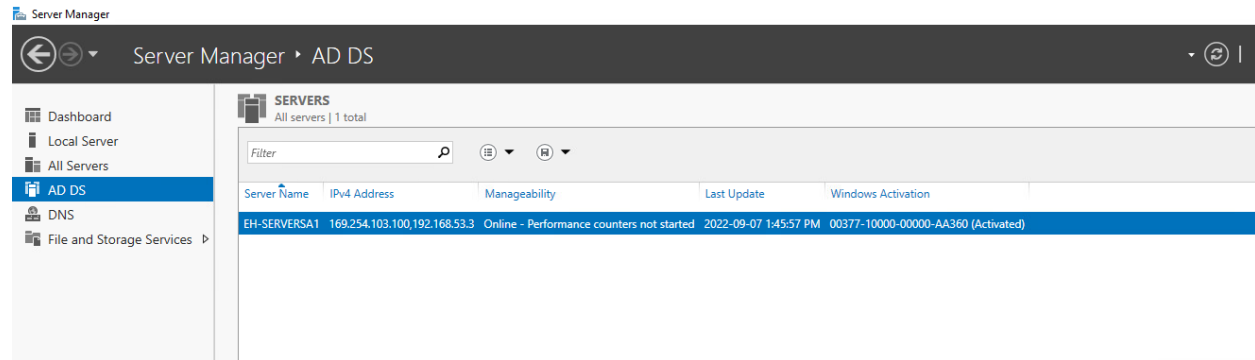 Server Manager
Server Manager ‣ AD DS
Dashboard
Local Server
All Servers
AD DS
DNS
File and Storage Services
SERVERS
All servers | 1 total
Filter
Server Name IPv4 Address Manageability Last Update Windows Activation
EH-SERVERSA1 169.254.103.100,192.168.53.3 Online - Performance counters not started 2022-09-07 1:45:57 PM 00377-10000-00000-AA360 (Activated)